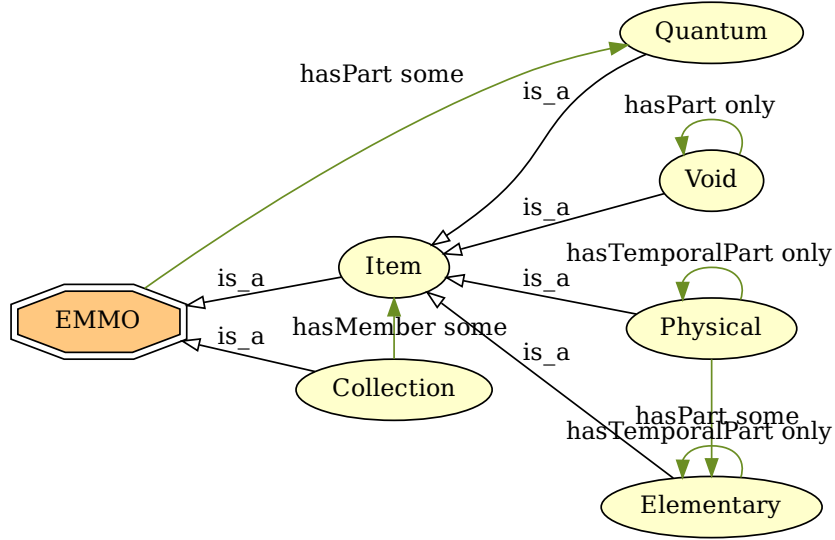 Quantum
hasPart some
is_a
hasPart only
Void
is_a
hasTemporalPart only
Item
is_a
is_a
EMMO
Physical
hasMember some
is_a
is_a
Collection
hasPart some
hasTemporalPart only
Elementary